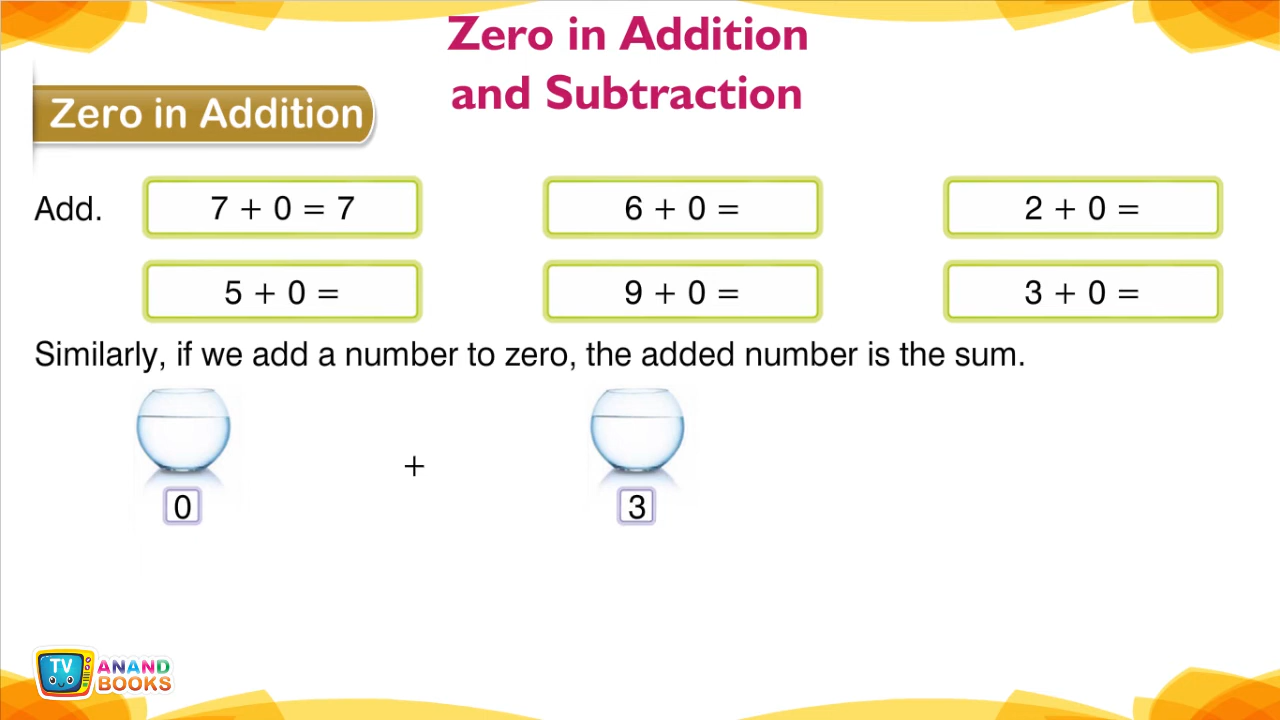 Zero in Addition
and Subtraction
Zero in Addition
Add.
7 + 0 = 7
6 + 0 =
2 + 0 =
5 + 0 =
9 + 0 =
3 + 0 =
Similarly, if we add a number to zero, the added number is the sum.
+
0
3
TV
ANAND
BOOKS